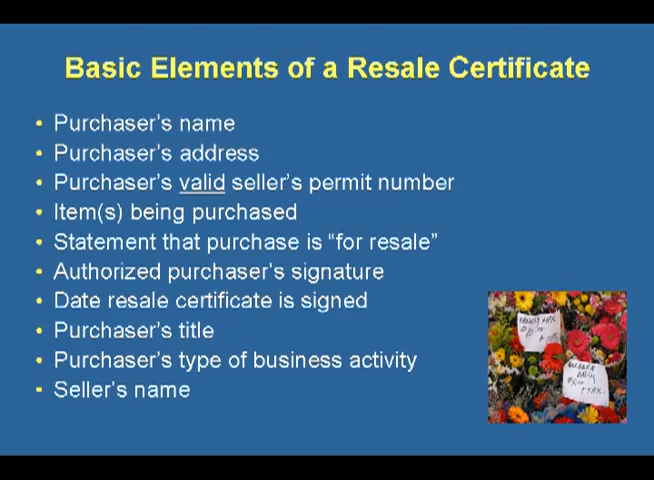 Basic Elements of a Resale Certificate
• Purchaser's name
• Purchaser's address
• Purchaser's valid seller's permit number
• Item(s) being purchased
• Statement that purchase is “for resale”
• Authorized purchaser's signature
• Date resale certificate is signed
• Purchaser's title
• Purchaser's type of business activity
• Seller's name
+ TAX